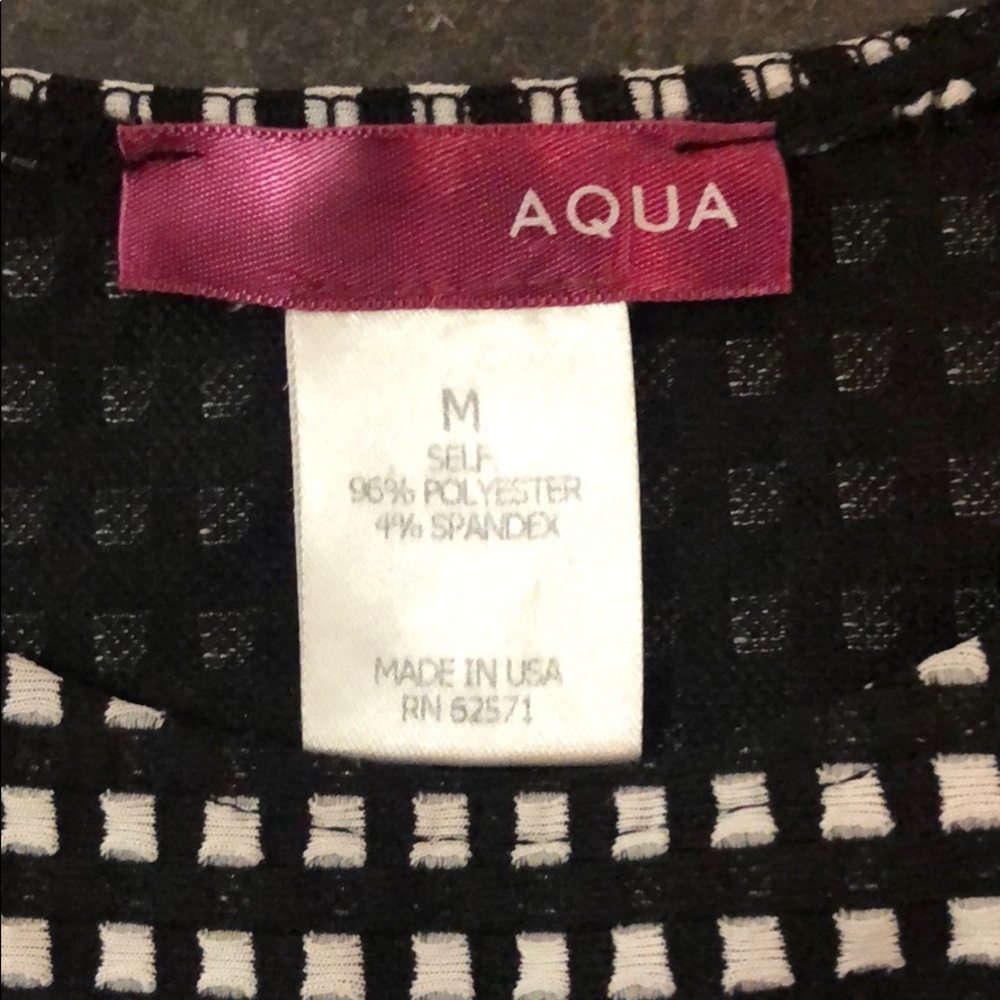 AQUA
M
SELF
96% POLYESTER
4% SPANDEX
MADE IN USA
RN 62571